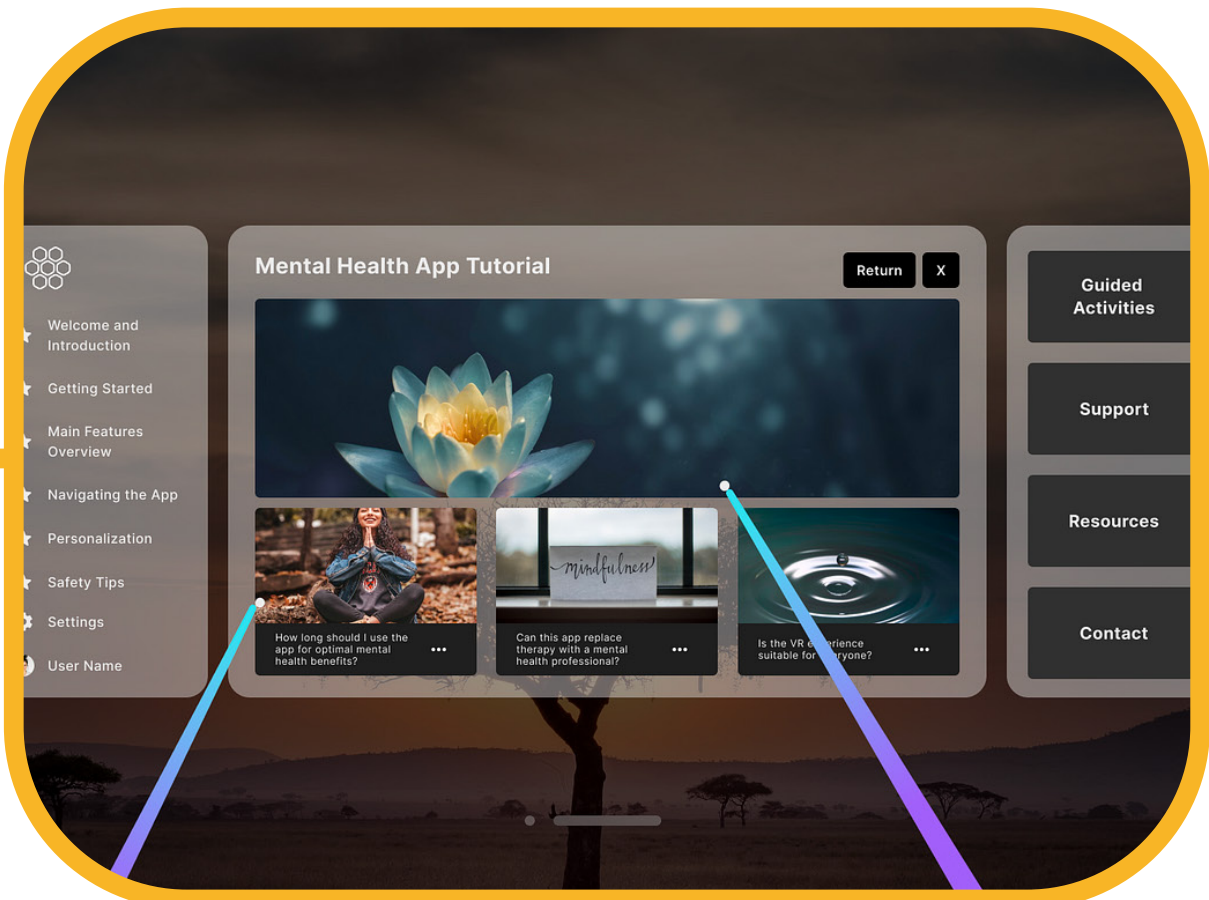 Welcome and
Introduction
Getting Started
Main Features
Overview
Navigating the App
Personalization
Safety Tips
Settings
User Name
Mental Health App Tutorial
Return
X
mindfulness
How long should I use the
app for optimal mental
health benefits?
Can this app replace
therapy with a mental
health professional?
Is the VR
suitable for
Guided
Activities
Support
Resources
Contact